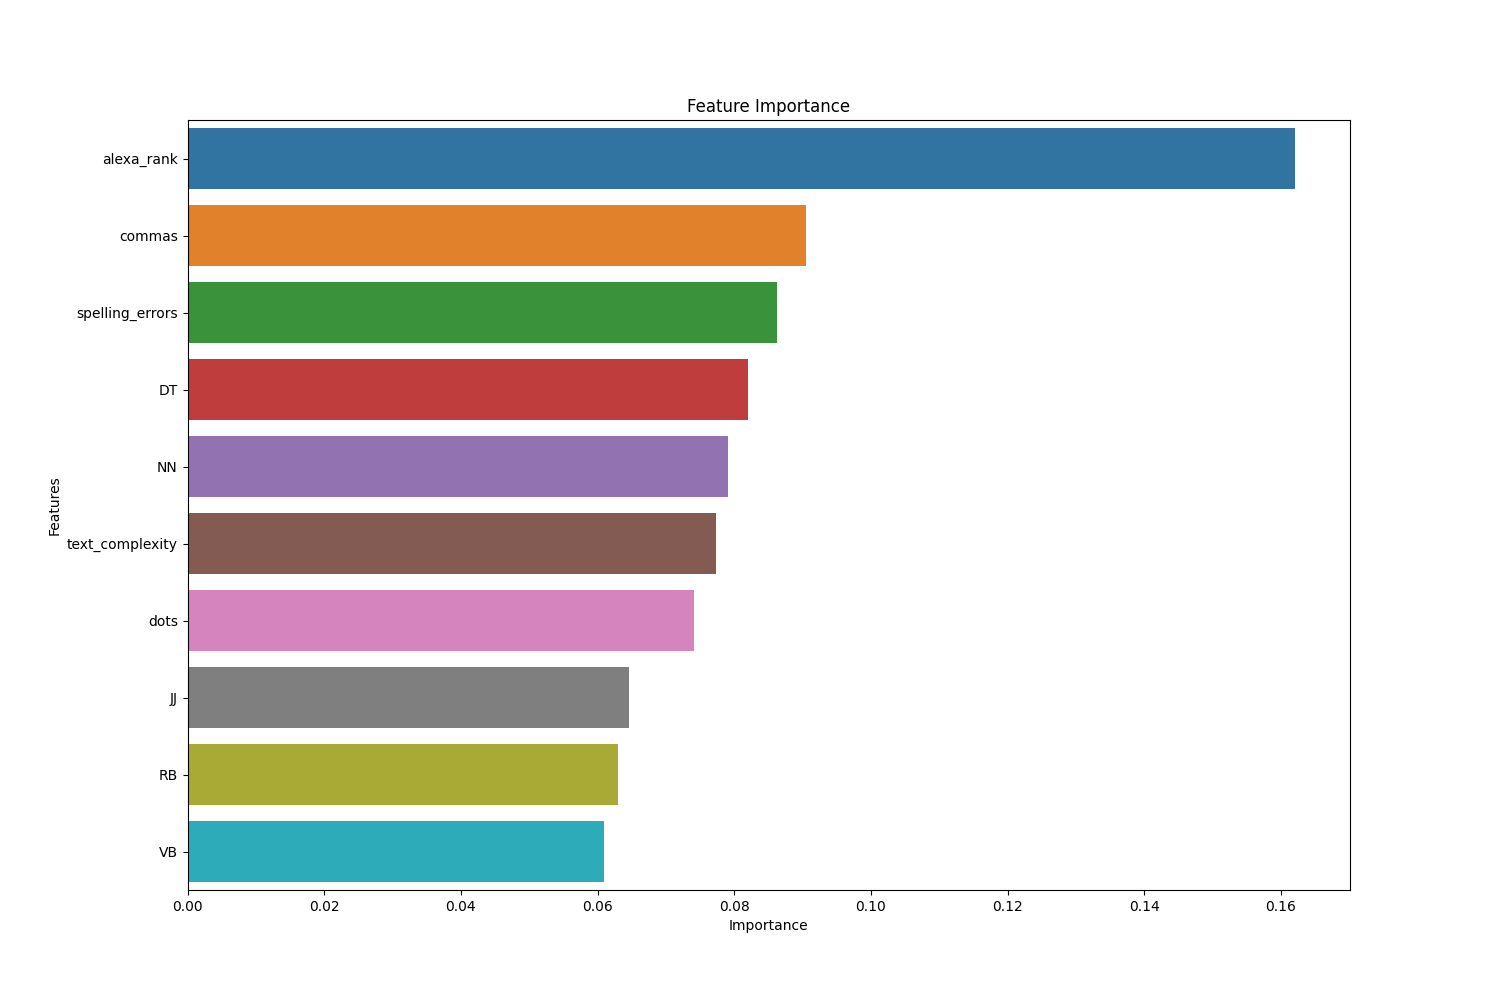 Feature Importance
alexa_rank
commas
spelling_errors
DT
NN
Features
text_complexity
dots
JJ
RB
VB
0.00 0.02 0.04 0.06 0.08 0.10 0.12 0.14 0.16
Importance